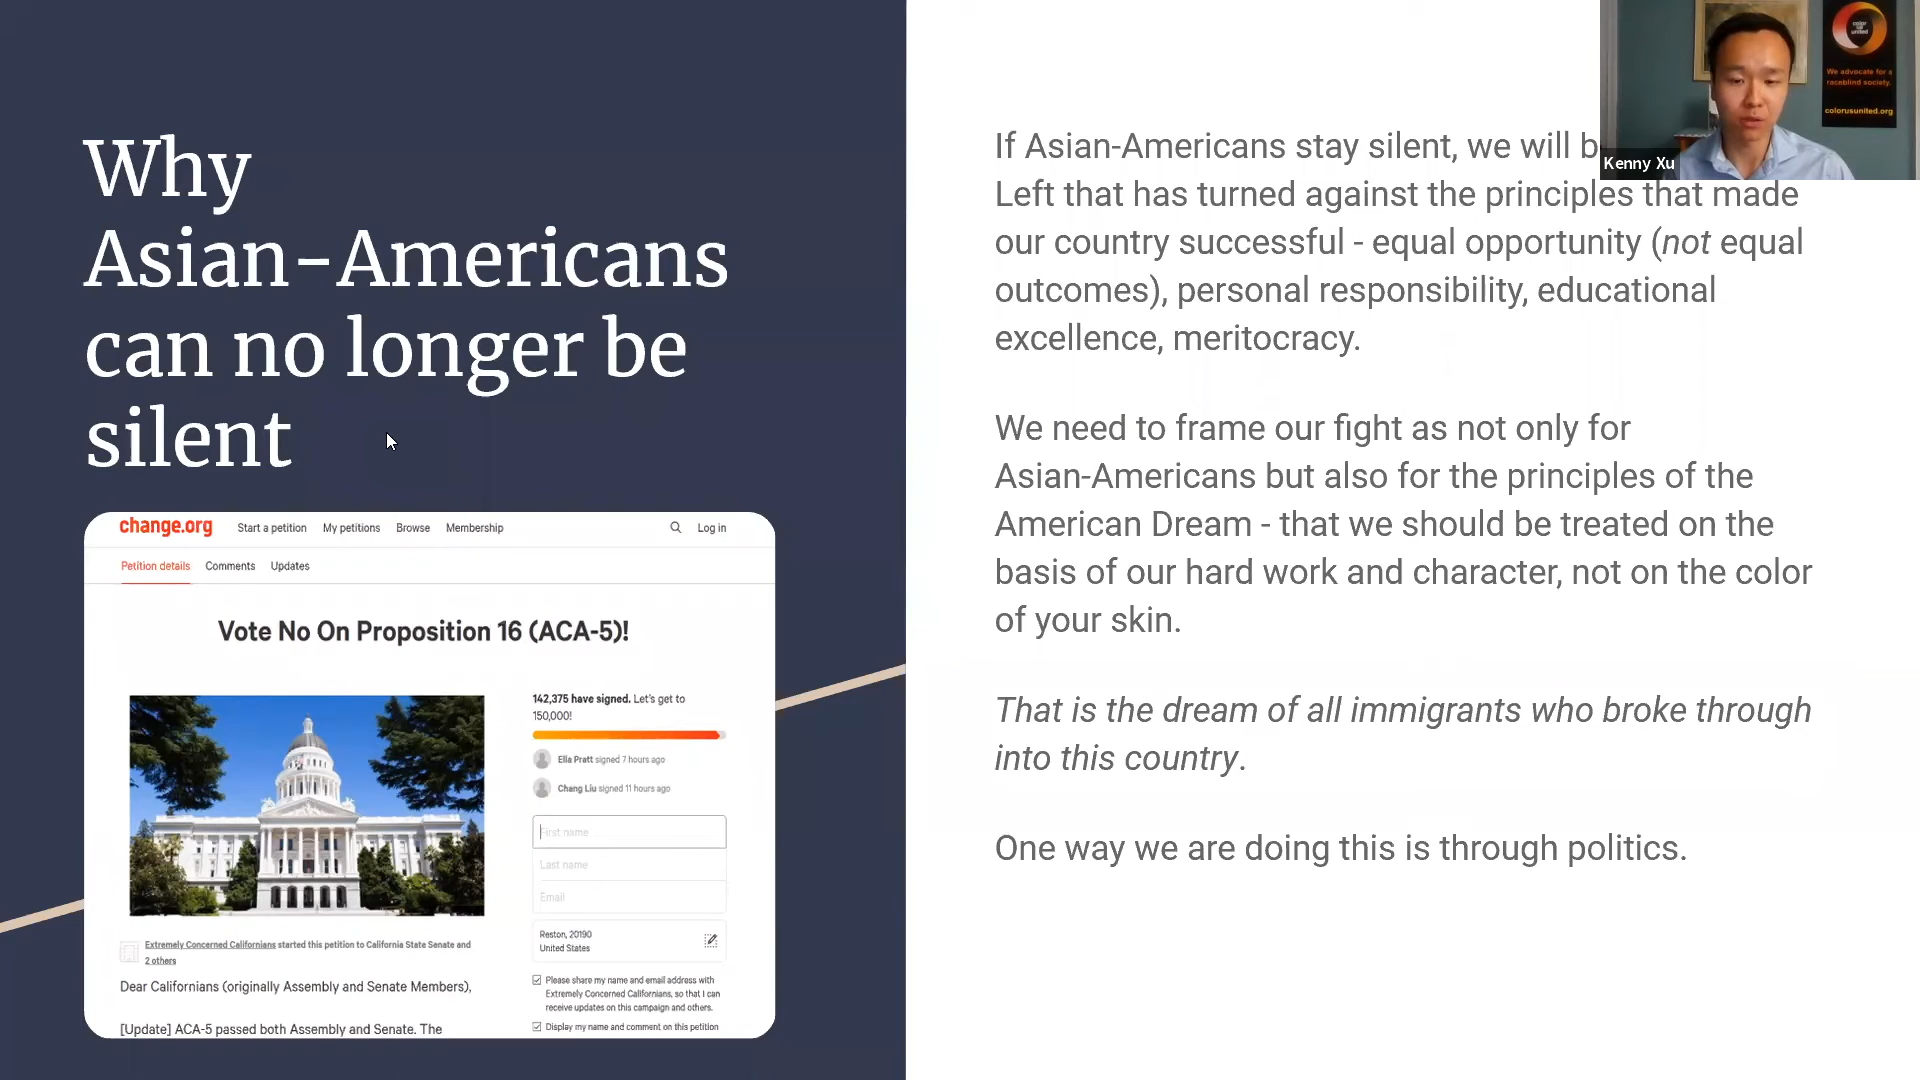 Why
Asian-Americans
can no longer be
silent
change.org Start a petition My petitions Browse Membership Log in
Petition details Comments Updates
Vote No On Proposition 16 (ACA-5)!
142,375 have signed. Let's get to
150,000!
Ella Pratt signed 7 hours ago
Chang Liu signed 11 hours ago
First name
Last name
Email
Reston, 20190
United States
Please share my name and email address with
Extremely Concerned Californians, so that I can
receive updates on this campaign and others.
Display my name and comment on this petition
Extremely Concerned Californians started this petition to California State Senate and
2 others
Dear Californians (originally Assembly and Senate Members),
[Update] ACA-5 passed both Assembly and Senate. The
If Asian-Americans stay silent, we will b
Left that has turned against the principles that made
our country successful - equal opportunity (not equal
outcomes), personal responsibility, educational
excellence, meritocracy.
We need to frame our fight as not only for
Asian-Americans but also for the principles of the
American Dream - that we should be treated on the
basis of our hard work and character, not on the color
of your skin.
That is the dream of all immigrants who broke through
into this country.
One way we are doing this is through politics.
Kenny Xu
color
us
united
We advocate for a
raceblind society.
colorusunited.org